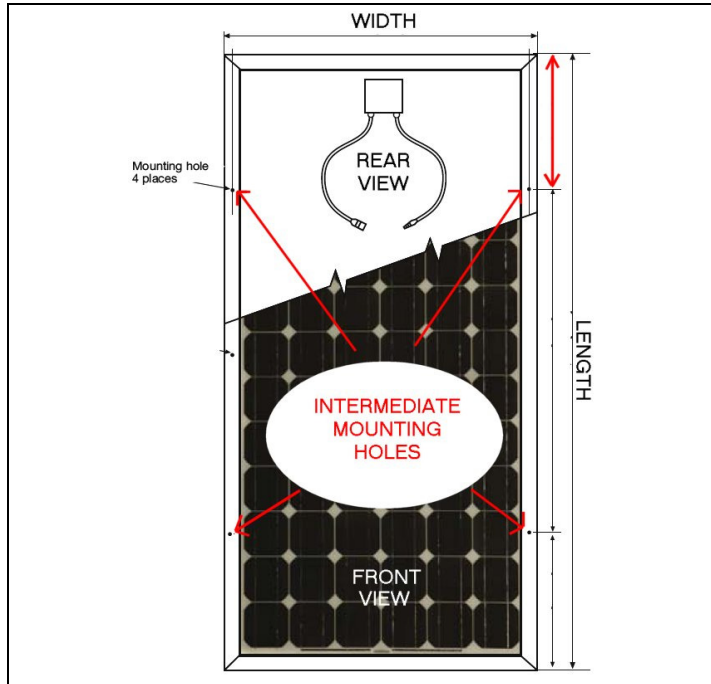 WIDTH
REAR
VIEW
Mounting hole
4 places
LENGTH
INTERMEDIATE
MOUNTING
HOLES
FRONT
VIEW